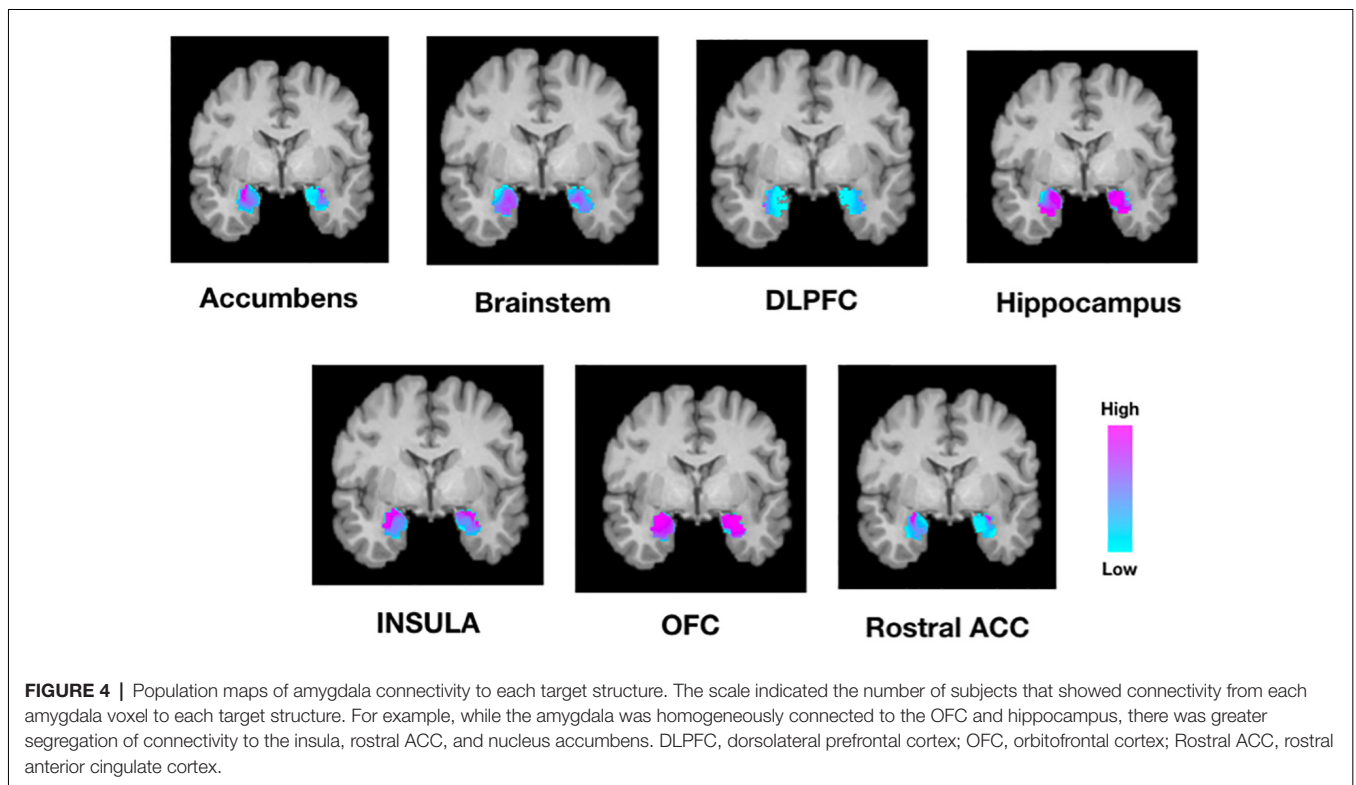 Accumbens
Brainstem
DLPFC
Hippocampus
INSULA
OFC
Rostral ACC
High
Low
FIGURE 4 | Population maps of amygdala connectivity to each target structure. The scale indicated the number of subjects that showed connectivity from each
amygdala voxel to each target structure. For example, while the amygdala was homogeneously connected to the OFC and hippocampus, there was greater
segregation of connectivity to the insula, rostral ACC, and nucleus accumbens. DLPFC, dorsolateral prefrontal cortex; OFC, orbitofrontal cortex; Rostral ACC, rostral
anterior cingulate cortex.